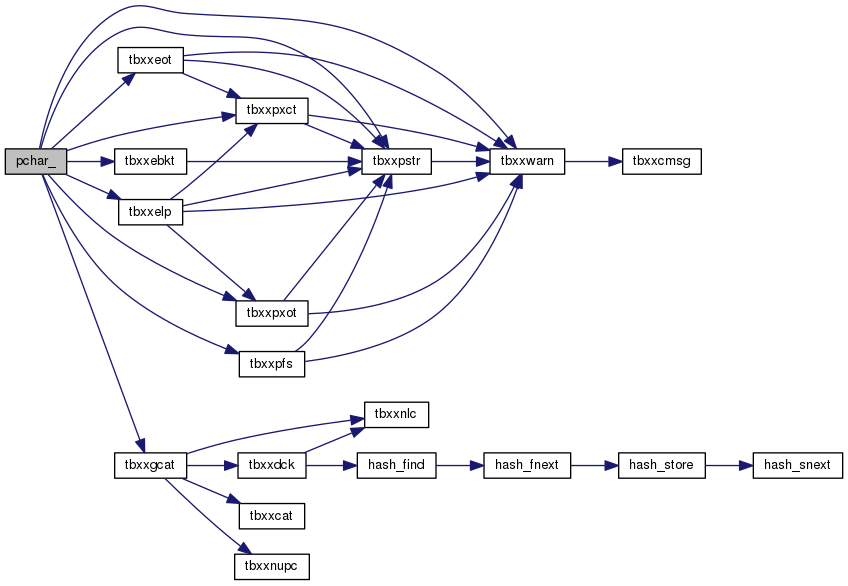 tbxxeot
tbxxpxct
pchar_
tbxxebkt
tbxxpstr
tbxxwarn
tbxxcmsg
tbxxelp
tbxxpxot
tbxxpfs
tbxxnlc
tbxxgcat
tbxxdck
hash_find
hash_fnext
hash_store
hash_snext
tbxxcat
tbxxnupc